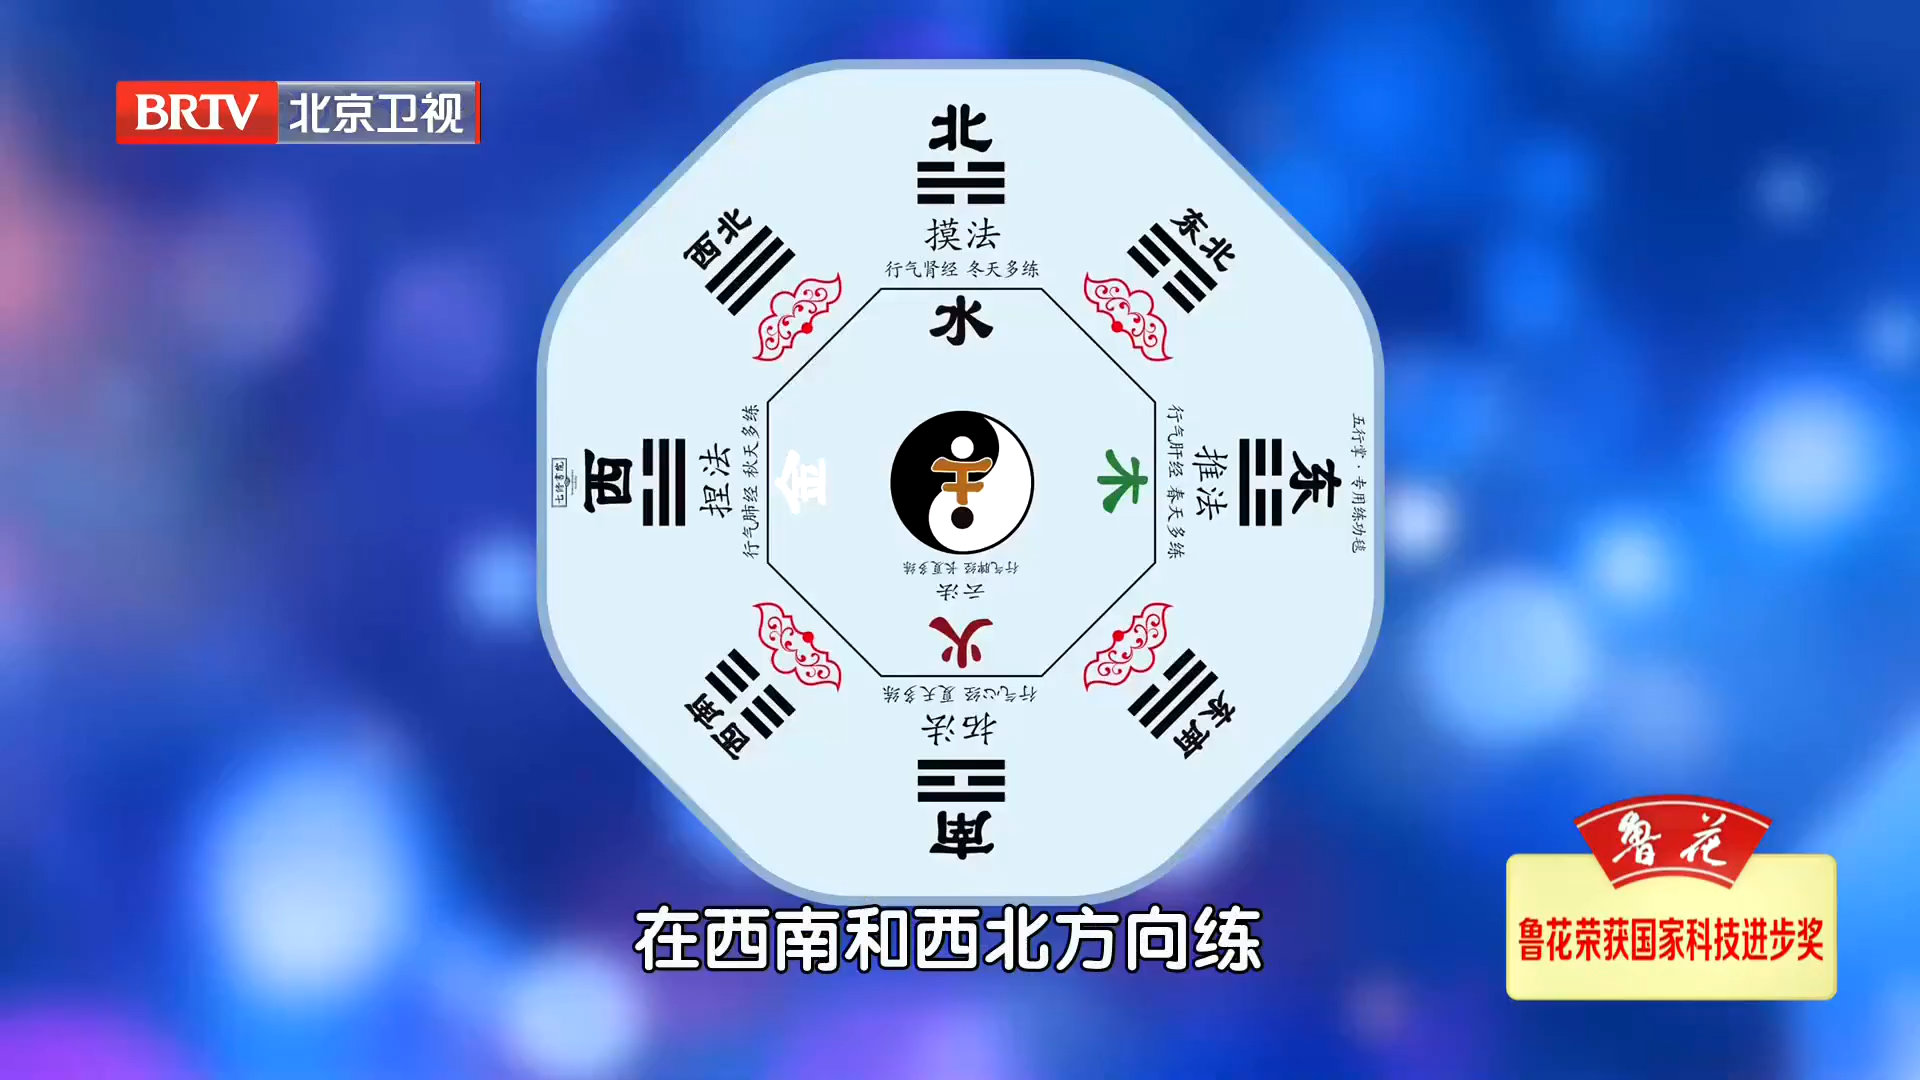 BRTV 北京卫视
北
摸法
行气肾经 冬天多练
西北
东北
水
西
捏法
行气肺经 秋天多练
金
土
木
行气肝经 春天多练
推法
东
五行掌·专用练功毯
七修书院
行气脾经 长夏多练
云法
火
行气心经 夏天多练
拓法
南
西南
东南
在西南和西北方向练
鲁花
鲁花荣获国家科技进步奖